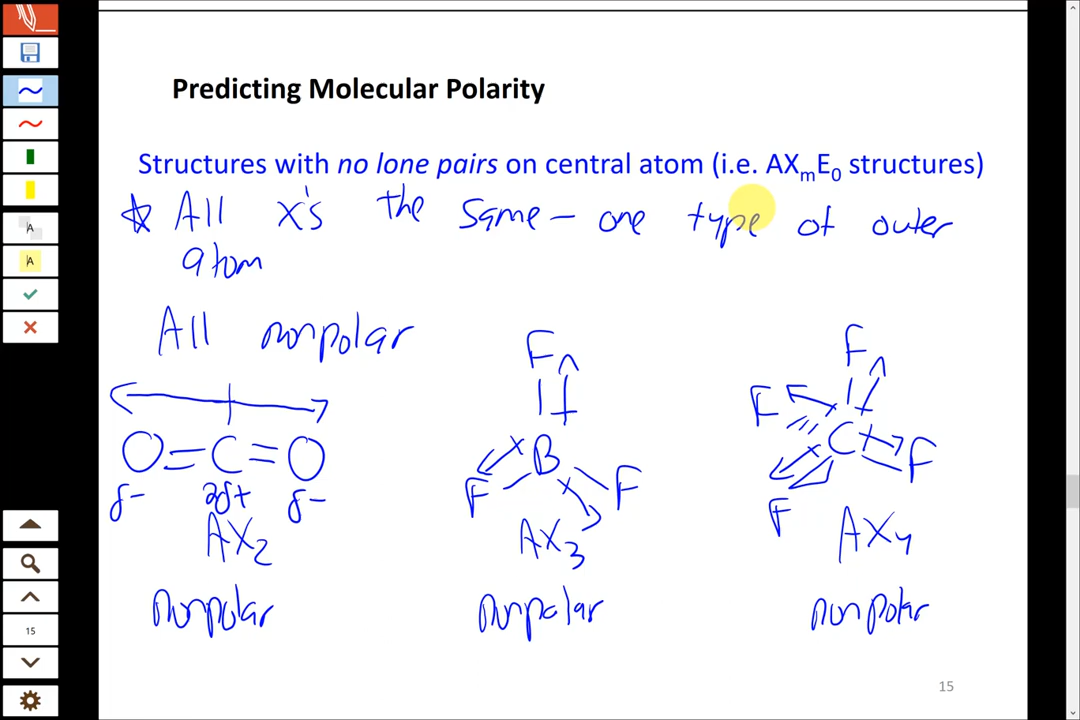 Predicting Molecular Polarity
Structures with no lone pairs on central atom (i.e. AXmE0 structures)
☆ All X's the same – one type of outer
atom
All nonpolar
O=C=O
δ- 2δ+ δ-
AX2
nonpolar
F
B
F F
AX3
nonpolar
F
F
C
F
F
AX4
nonpolar
15
A
A
15